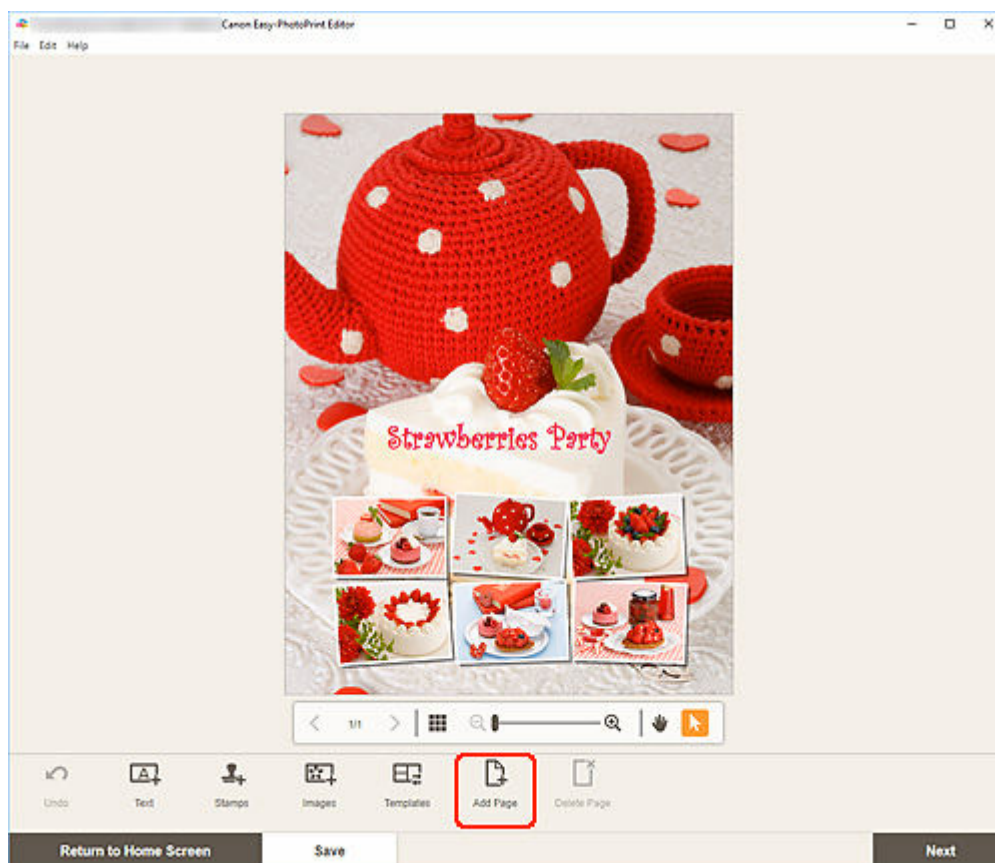 Canon Easy-PhotoPrint Editor
File Edit Help
Strawberries Party
1/1
Undo Text Stamps Images Templates Add Page Delete Page
Return to Home Screen Save Next